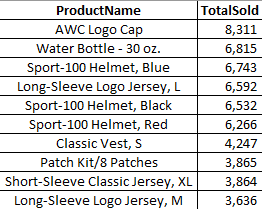 ProductName TotalSold
AWC Logo Cap 8,311
Water Bottle - 30 oz. 6,815
Sport-100 Helmet, Blue 6,743
Long-Sleeve Logo Jersey, L 6,592
Sport-100 Helmet, Black 6,532
Sport-100 Helmet, Red 6,266
Classic Vest, S 4,247
Patch Kit/8 Patches 3,865
Short-Sleeve Classic Jersey, XL 3,864
Long-Sleeve Logo Jersey, M 3,636